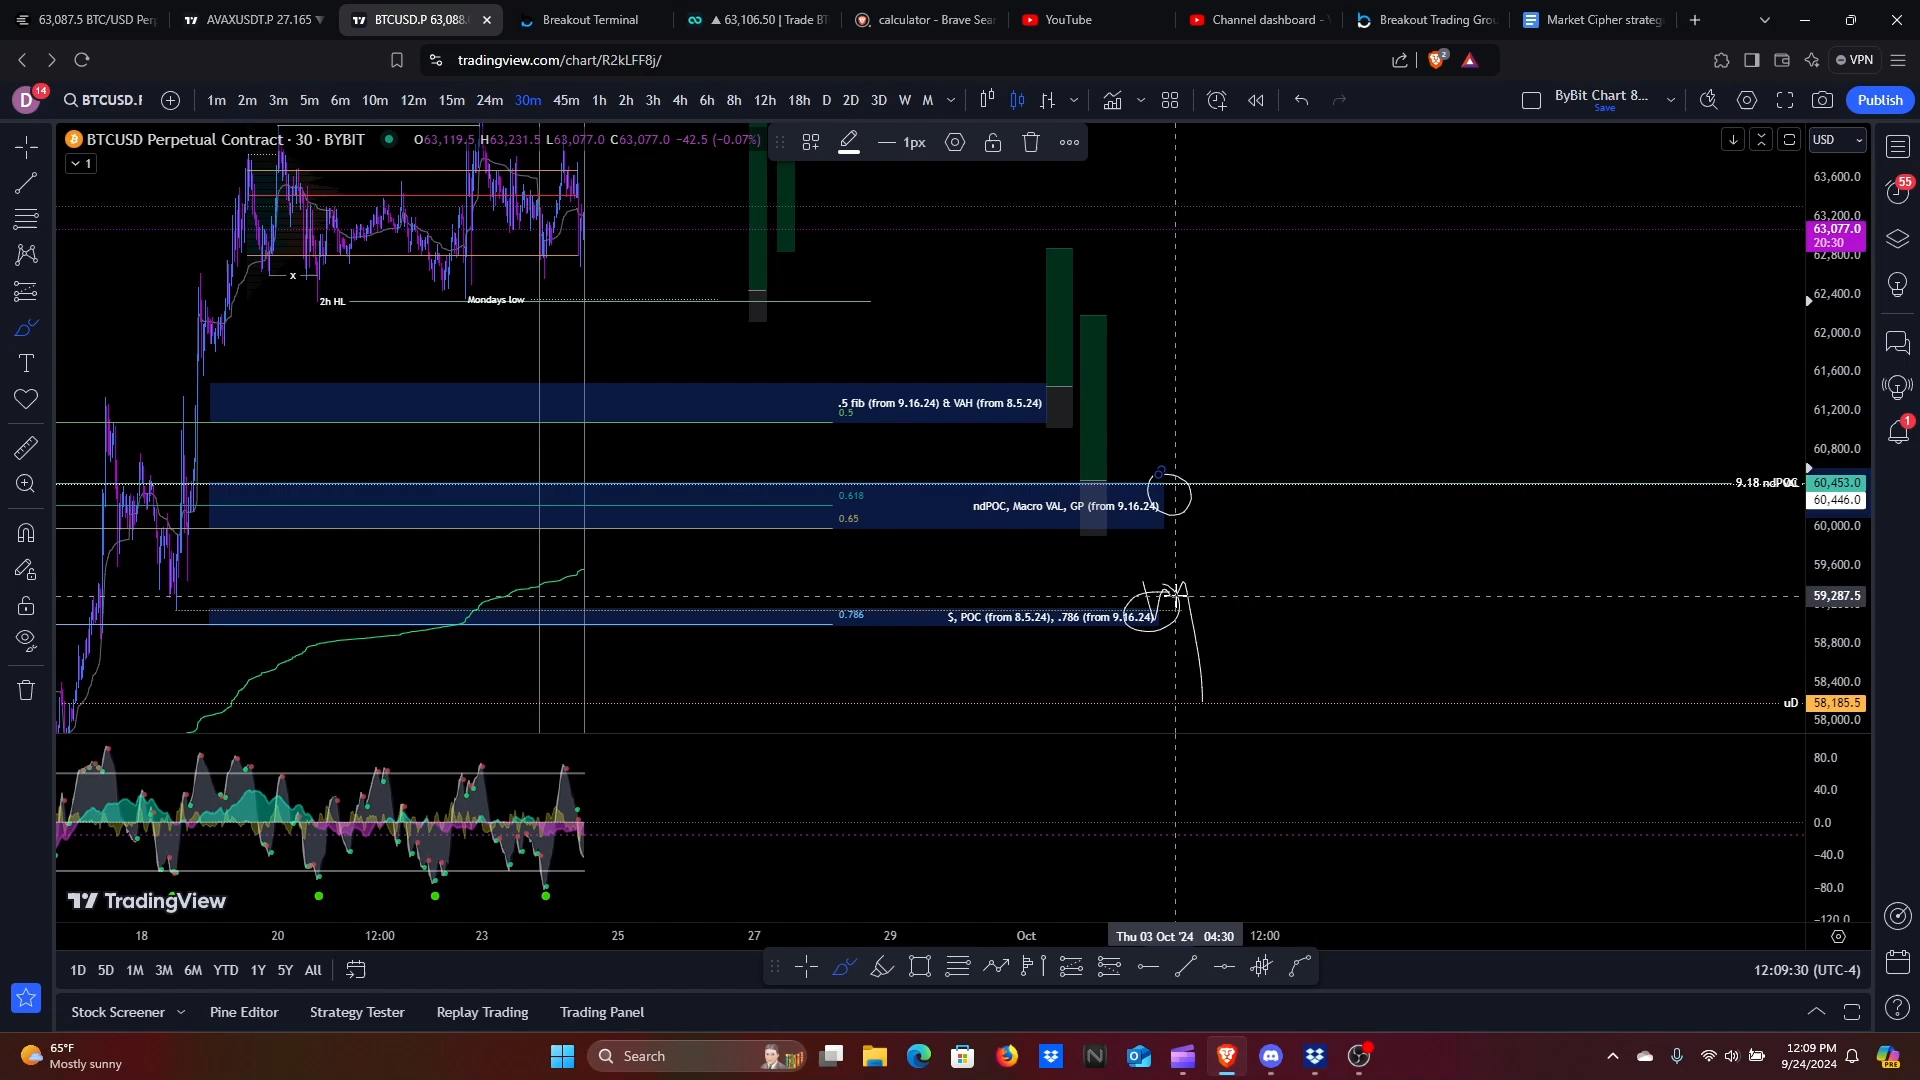 63,087.5 BTC/USD Per
AVAXUSDT.P 27.165
BTCUSD.P 63,088.
Breakout Terminal
▲ 63,106.50 | Trade BT
calculator - Brave Sear
YouTube
Channel dashboard -
Breakout Trading Grou
Market Cipher strateg
tradingview.com/chart/R2kLFF8j/
2
VPN
D
14
BTCUSD.P
1m 2m 3m 5m 6m 10m 12m 15m 24m 30m 45m 1h 2h 3h 4h 6h 8h 12h 18h D 2D 3D W M
ByBit Chart 8...
Save
Publish
BTCUSD Perpetual Contract · 30 · BYBIT
O63,119.5 H63,231.5 L63,077.0 C63,077.0 -42.5 (-0.07%)
1px
1
USD
55
1
63,600.0
63,200.0
63,077.0
20:30
62,800.0
62,400.0
62,000.0
61,600.0
61,200.0
60,800.0
60,453.0
60,446.0
60,000.0
59,600.0
59,287.5
58,800.0
58,400.0
58,185.5
58,000.0
x
2h HL
Mondays low
.5 fib (from 9.16.24) & VAH (from 8.5.24)
0.5
9.18 ndPOC
0.618
ndPOC, Macro VAL, GP (from 9.16.24)
0.65
0.786
$, POC (from 8.5.24), .786 (from 9.16.24)
uD
80.0
40.0
0.0
-40.0
-80.0
-120.0
TradingView
18
20
12:00
23
25
27
29
Oct
Thu 03 Oct '24 04:30
12:00
1D 5D 1M 3M 6M YTD 1Y 5Y All
12:09:30 (UTC-4)
Stock Screener
Pine Editor
Strategy Tester
Replay Trading
Trading Panel
65°F
Mostly sunny
Search
12:09 PM
9/24/2024